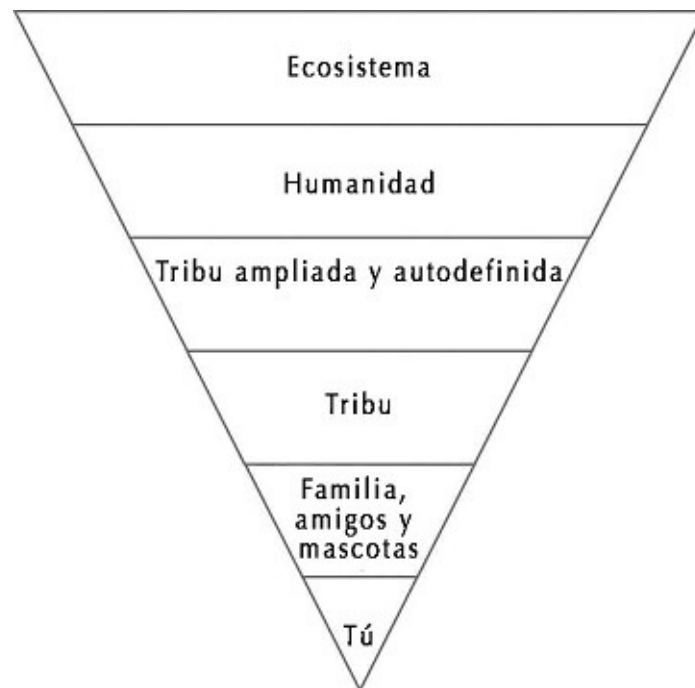 Ecosistema
Humanidad
Tribu ampliada y autodefinida
Tribu
Familia,
amigos y
mascotas
Tú